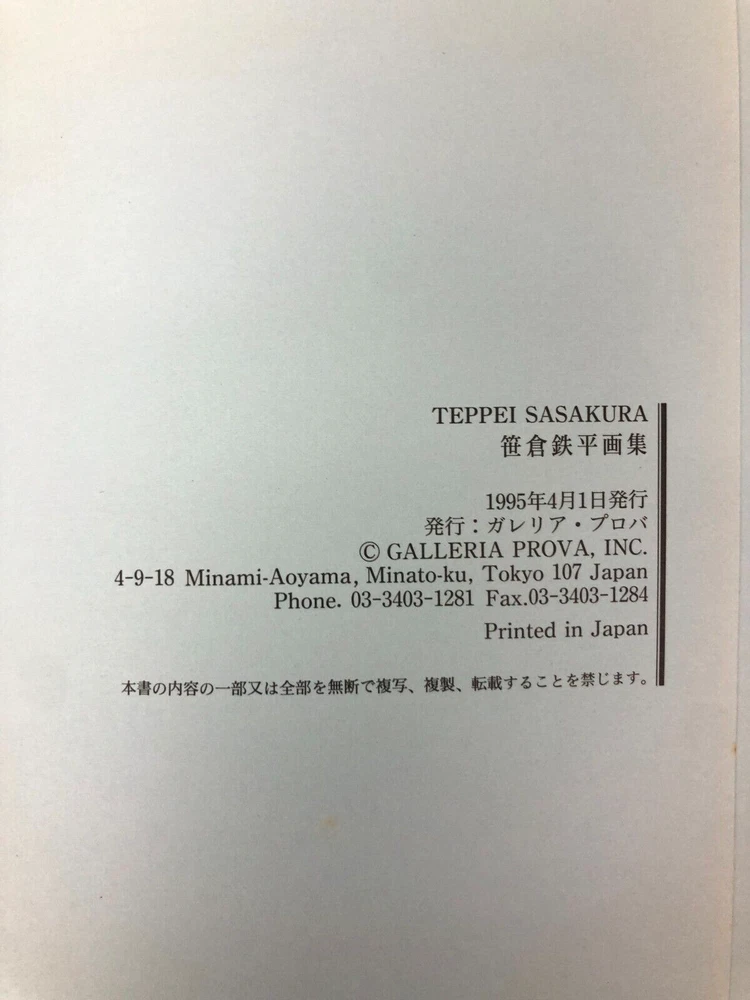 TEPPEI SASAKURA
笹倉鉄平画集
1995年4月1日発行
発行：ガレリア・プロバ
© GALLERIA PROVA, INC.
4-9-18 Minami-Aoyama, Minato-ku, Tokyo 107 Japan
Phone. 03-3403-1281 Fax.03-3403-1284
Printed in Japan
本書の内容の一部又は全部を無断で複写、複製、転載することを禁じます。